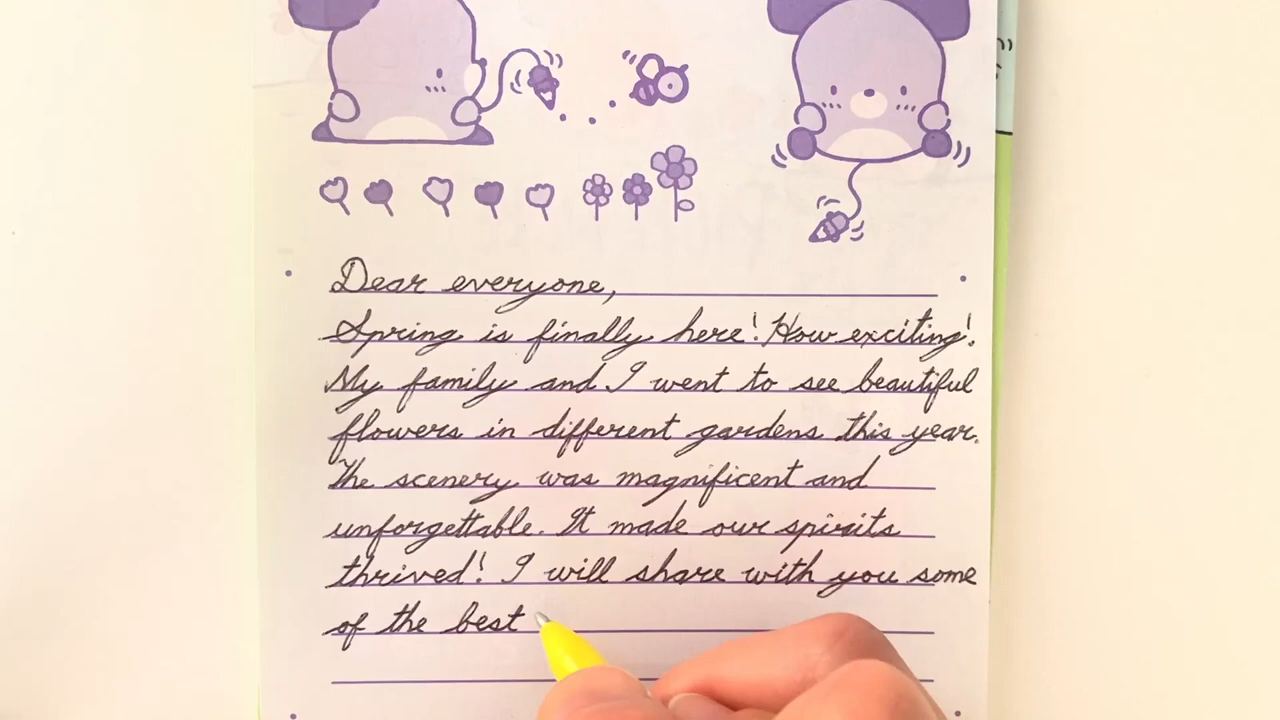 Dear everyone,
Spring is finally here! How exciting!
My family and I went to see beautiful
flowers in different gardens this year.
The scenery was magnificent and
unforgettable. It made our spirits
thrived! I will share with you some
of the best